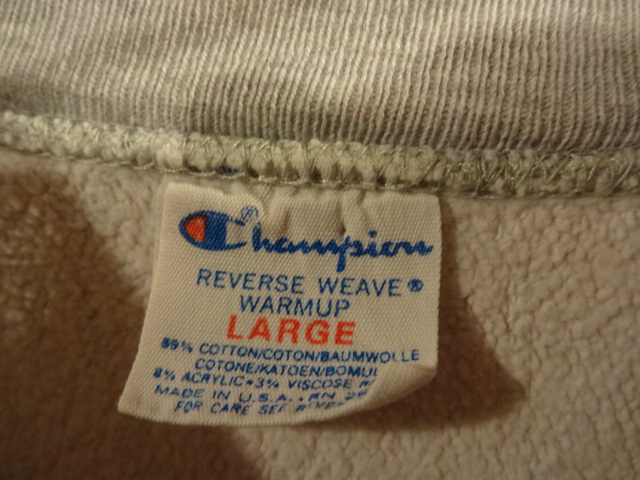 Champion
REVERSE WEAVE®
WARMUP
LARGE
89% COTTON/COTON/BAUMWOLLE
COTONE/KATOEN/BOMUL
8% ACRYLIC•3% VISCOSE
MADE IN U.S.A. • RN
FOR CARE SEE